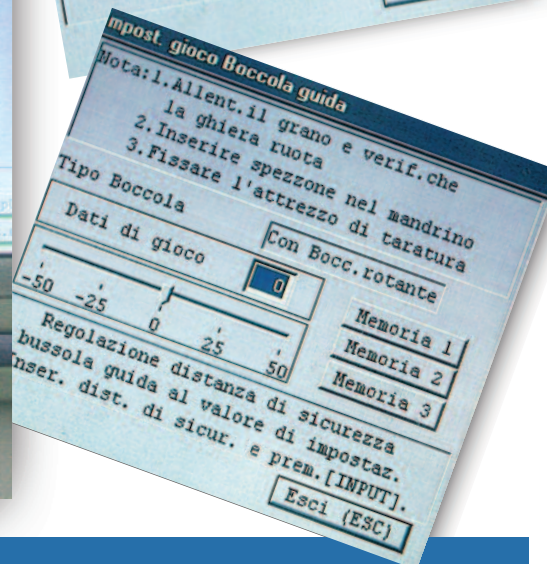 mpost. gioco Boccola guida
Nota:1.Allent.il grano e verif.che
la ghiera ruota
2.Inserire spezzone nel mandrino
3.Fissare l'attrezzo di taratura
Tipo Boccola
Con Bocc.rotante
Dati di gioco
0
-50 -25 0 25 50
Memoria 1
Memoria 2
Memoria 3
Regolazione distanza di sicurezza
bussola guida al valore di impostaz.
Inser. dist. di sicur. e prem.[INPUT].
Esci (ESC)